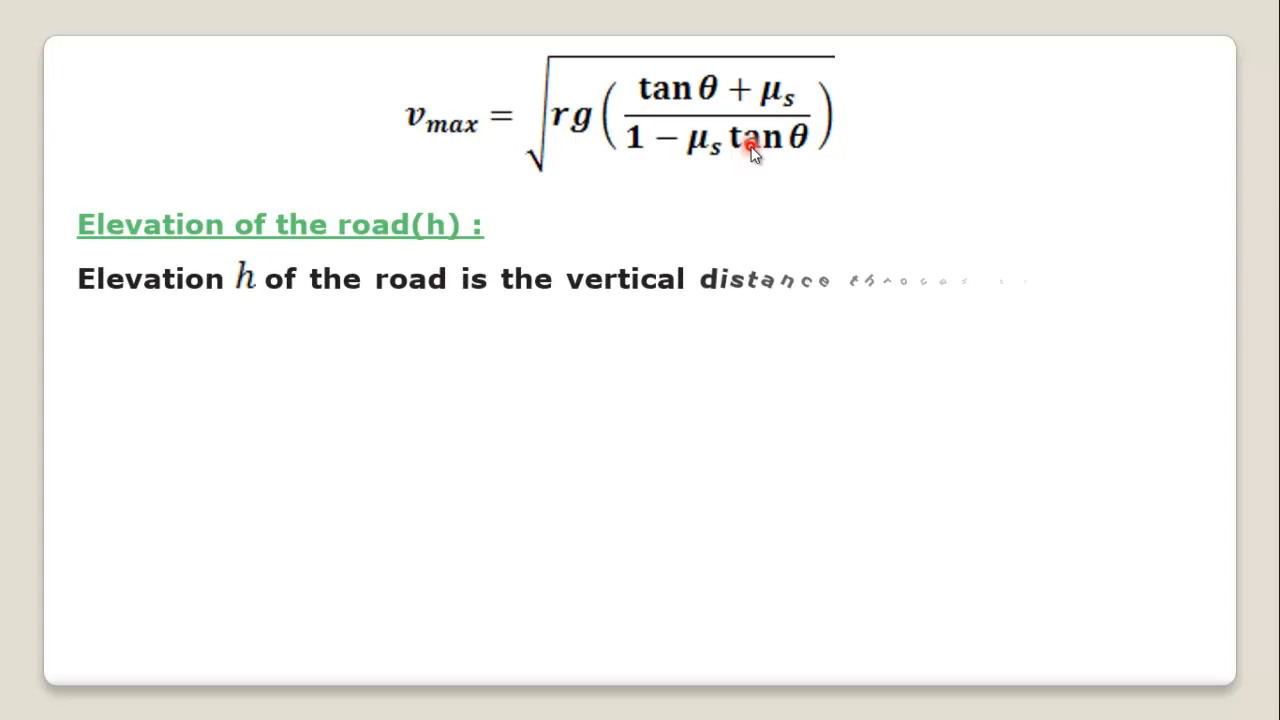 v_max = √(rg((tan θ + μ_s)/(1 − μ_s tan θ)))
Elevation of the road(h) :
Elevation h of the road is the vertical distance